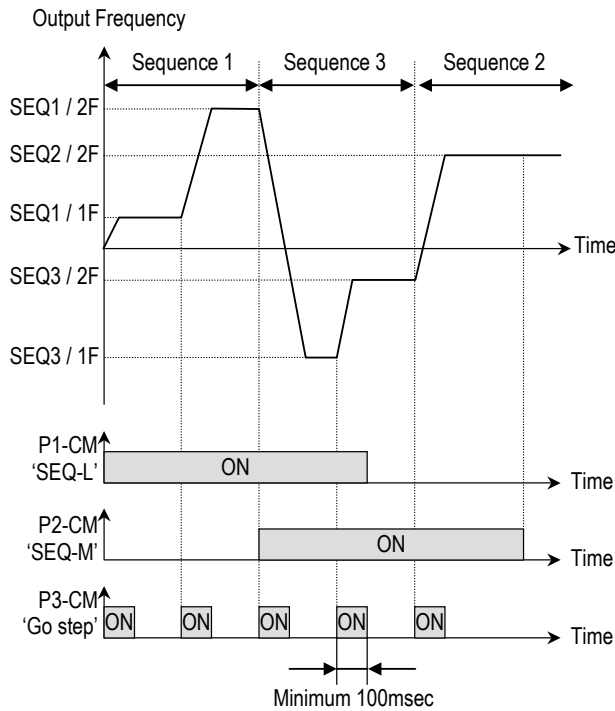 Output Frequency
Sequence 1
Sequence 3
Sequence 2
SEQ1 / 2F
SEQ2 / 2F
SEQ1 / 1F
Time
SEQ3 / 2F
SEQ3 / 1F
P1-CM
‘SEQ-L’
ON
Time
P2-CM
‘SEQ-M’
ON
Time
P3-CM
‘Go step’
ON
ON
ON
ON
ON
Time
Minimum 100msec